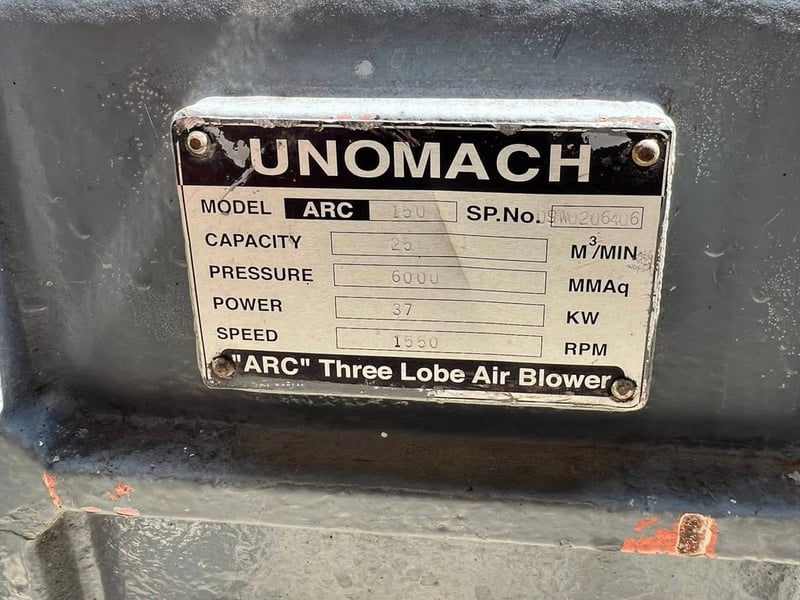 UNOMACH
MODEL ARC 150 SP.No. 09W0206406
CAPACITY 25 M³/MIN
PRESSURE 6000 MMAq
POWER 37 KW
SPEED 1550 RPM
"ARC" Three Lobe Air Blower